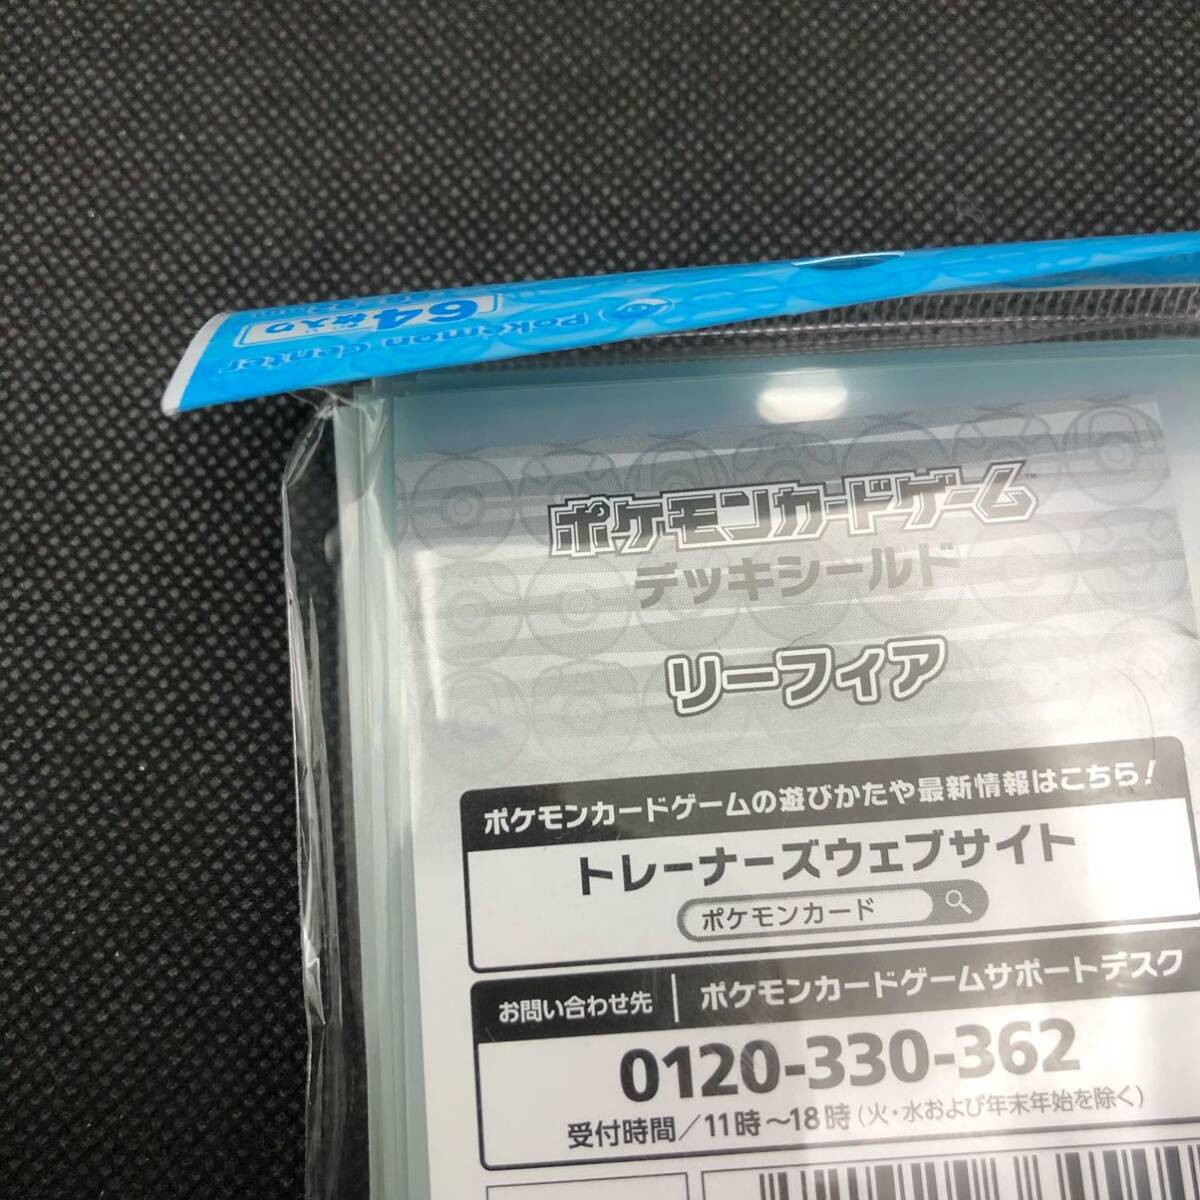 Pokémon Center
64枚入り
ポケモンカードゲーム™
デッキシールド
リーフィア
ポケモンカードゲームの遊びかたや最新情報はこちら!
トレーナーズウェブサイト
ポケモンカード
お問い合わせ先 ポケモンカードゲームサポートデスク
0120-330-362
受付時間/11時~18時(火・水および年末年始を除く)